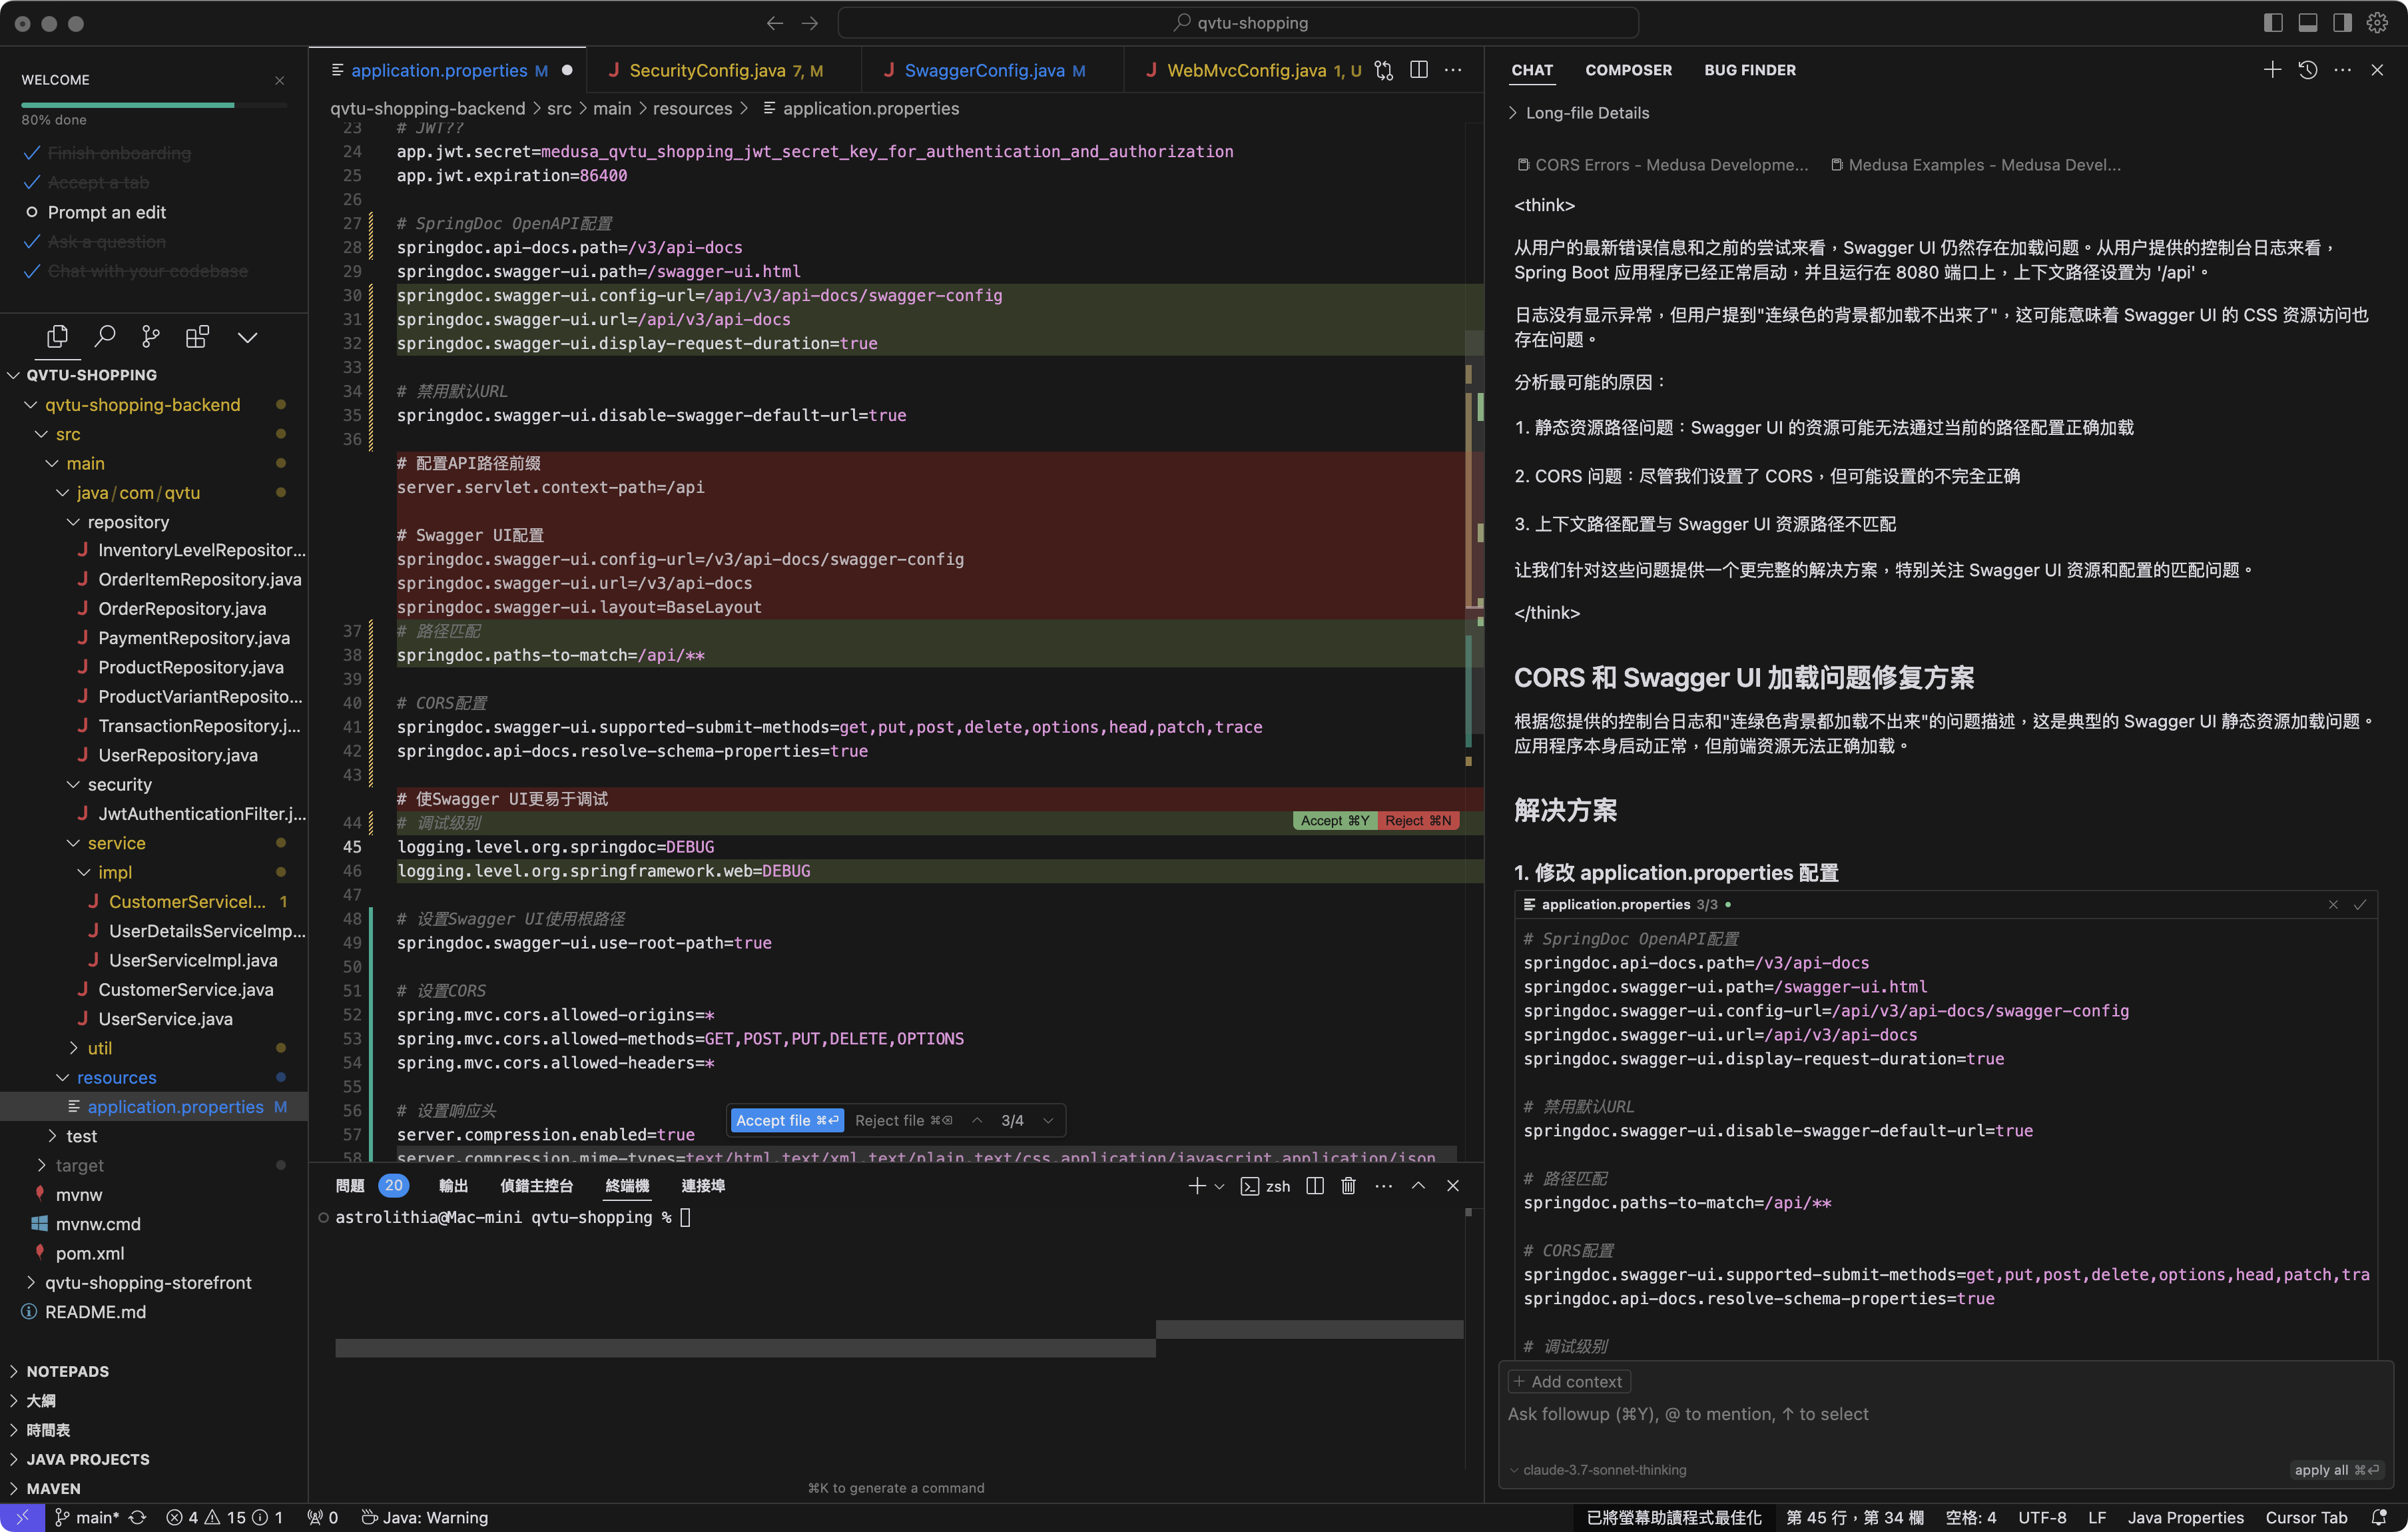 qvtu-shopping
WELCOME
80% done
Finish onboarding
Accept a tab
Prompt an edit
Ask a question
Chat with your codebase
QVTU-SHOPPING
qvtu-shopping-backend
src
main
java/com/qvtu
repository
InventoryLevelRepositor...
OrderItemRepository.java
OrderRepository.java
PaymentRepository.java
ProductRepository.java
ProductVariantReposito...
TransactionRepository.j...
UserRepository.java
security
JwtAuthenticationFilter.j...
service
impl
CustomerServiceI... 1
UserDetailsServiceImp...
UserServiceImpl.java
CustomerService.java
UserService.java
util
resources
application.properties M
test
target
mvnw
mvnw.cmd
pom.xml
qvtu-shopping-storefront
README.md
NOTEPADS
大綱
時間表
JAVA PROJECTS
MAVEN
application.properties M
SecurityConfig.java 7, M
SwaggerConfig.java M
WebMvcConfig.java 1, U
qvtu-shopping-backend > src > main > resources > application.properties
23 # JWT??
24 app.jwt.secret=medusa_qvtu_shopping_jwt_secret_key_for_authentication_and_authorization
25 app.jwt.expiration=86400
26
27 # SpringDoc OpenAPI配置
28 springdoc.api-docs.path=/v3/api-docs
29 springdoc.swagger-ui.path=/swagger-ui.html
30 springdoc.swagger-ui.config-url=/api/v3/api-docs/swagger-config
31 springdoc.swagger-ui.url=/api/v3/api-docs
32 springdoc.swagger-ui.display-request-duration=true
33
34 # 禁用默认URL
35 springdoc.swagger-ui.disable-swagger-default-url=true
36
# 配置API路径前缀
server.servlet.context-path=/api
# Swagger UI配置
springdoc.swagger-ui.config-url=/v3/api-docs/swagger-config
springdoc.swagger-ui.url=/v3/api-docs
springdoc.swagger-ui.layout=BaseLayout
37 # 路径匹配
38 springdoc.paths-to-match=/api/**
39
40 # CORS配置
41 springdoc.swagger-ui.supported-submit-methods=get,put,post,delete,options,head,patch,trace
42 springdoc.api-docs.resolve-schema-properties=true
43
# 使Swagger UI更易于调试
44 # 调试级别
Accept ⌘Y Reject ⌘N
45 logging.level.org.springdoc=DEBUG
46 logging.level.org.springframework.web=DEBUG
47
48 # 设置Swagger UI使用根路径
49 springdoc.swagger-ui.use-root-path=true
50
51 # 设置CORS
52 spring.mvc.cors.allowed-origins=*
53 spring.mvc.cors.allowed-methods=GET,POST,PUT,DELETE,OPTIONS
54 spring.mvc.cors.allowed-headers=*
55
56 # 设置响应头
57 server.compression.enabled=true
58 server.compression.mime-types=text/html,text/xml,text/plain,text/css,application/javascript,application/json
Accept file ⌘⏎ Reject file ⌘⌫ 3/4
問題 20 輸出 偵錯主控台 終端機 連接埠
zsh
astrolithia@Mac-mini qvtu-shopping %
⌘K to generate a command
CHAT COMPOSER BUG FINDER
Long-file Details
CORS Errors - Medusa Developme... Medusa Examples - Medusa Devel...
<think>
从用户的最新错误信息和之前的尝试来看，Swagger UI 仍然存在加载问题。从用户提供的控制台日志来看，
Spring Boot 应用程序已经正常启动，并且运行在 8080 端口上，上下文路径设置为 '/api'。
日志没有显示异常，但用户提到"连绿色的背景都加载不出来了"，这可能意味着 Swagger UI 的 CSS 资源访问也
存在问题。
分析最可能的原因：
1. 静态资源路径问题：Swagger UI 的资源可能无法通过当前的路径配置正确加载
2. CORS 问题：尽管我们设置了 CORS，但可能设置的不完全正确
3. 上下文路径配置与 Swagger UI 资源路径不匹配
让我们针对这些问题提供一个更完整的解决方案，特别关注 Swagger UI 资源和配置的匹配问题。
</think>
CORS 和 Swagger UI 加载问题修复方案
根据您提供的控制台日志和"连绿色背景都加载不出来"的问题描述，这是典型的 Swagger UI 静态资源加载问题。
应用程序本身启动正常，但前端资源无法正确加载。
解决方案
1. 修改 application.properties 配置
application.properties 3/3
# SpringDoc OpenAPI配置
springdoc.api-docs.path=/v3/api-docs
springdoc.swagger-ui.path=/swagger-ui.html
springdoc.swagger-ui.config-url=/api/v3/api-docs/swagger-config
springdoc.swagger-ui.url=/api/v3/api-docs
springdoc.swagger-ui.display-request-duration=true
# 禁用默认URL
springdoc.swagger-ui.disable-swagger-default-url=true
# 路径匹配
springdoc.paths-to-match=/api/**
# CORS配置
springdoc.swagger-ui.supported-submit-methods=get,put,post,delete,options,head,patch,tra
springdoc.api-docs.resolve-schema-properties=true
# 调试级别
+ Add context
Ask followup (⌘Y), @ to mention, ↑ to select
claude-3.7-sonnet-thinking
apply all ⌘⏎
main* 4 15 1 0 Java: Warning
已將螢幕助讀程式最佳化 第 45 行，第 34 欄 空格: 4 UTF-8 LF Java Properties Cursor Tab